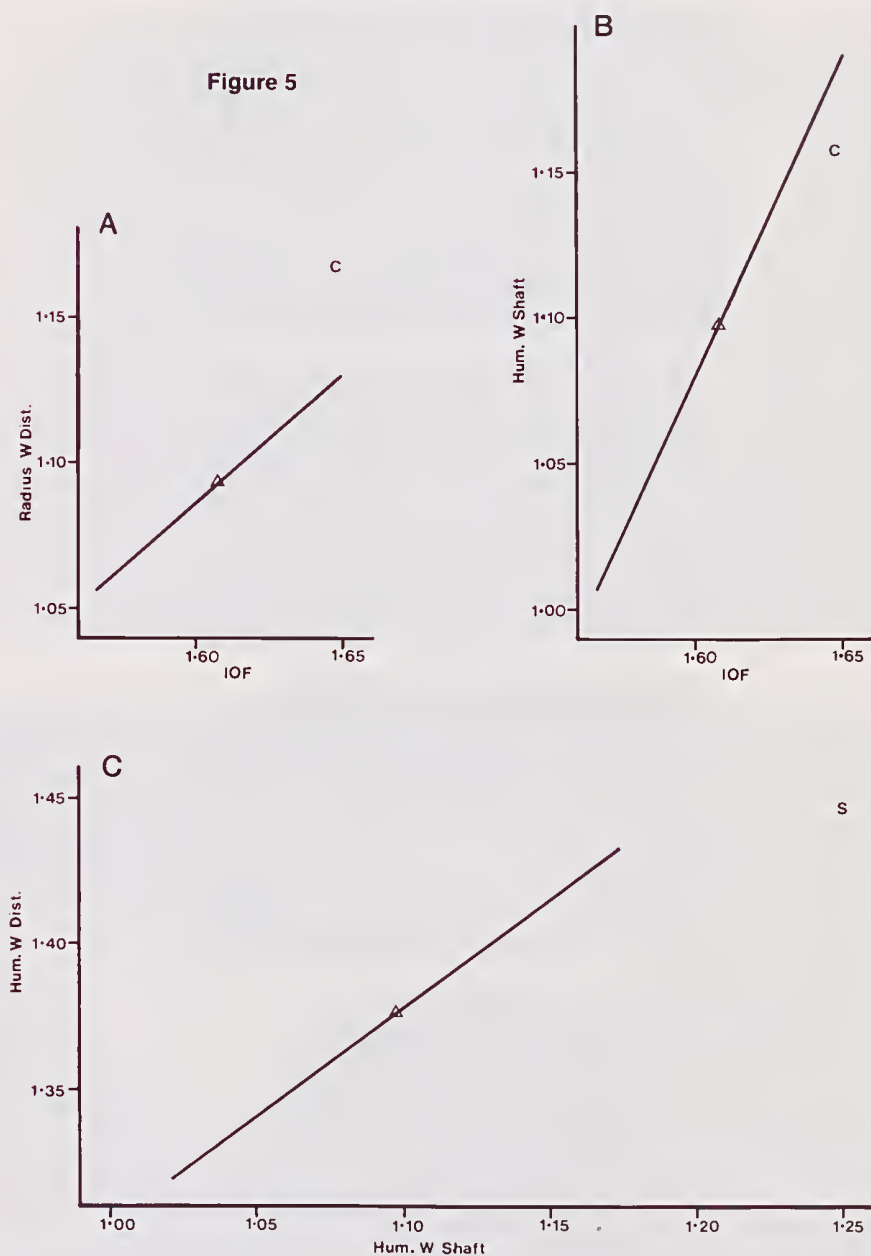 Figure 5
A
C
1·15
1·10
1·05
Radius W Dist.
1·60
1·65
IOF
B
C
1·15
1·10
1·05
1·00
Hum. W Shaft
1·60
1·65
IOF
C
S
1·45
1·40
1·35
Hum. W Dist.
1·00
1·05
1·10
1·15
1·20
1·25
Hum. W Shaft